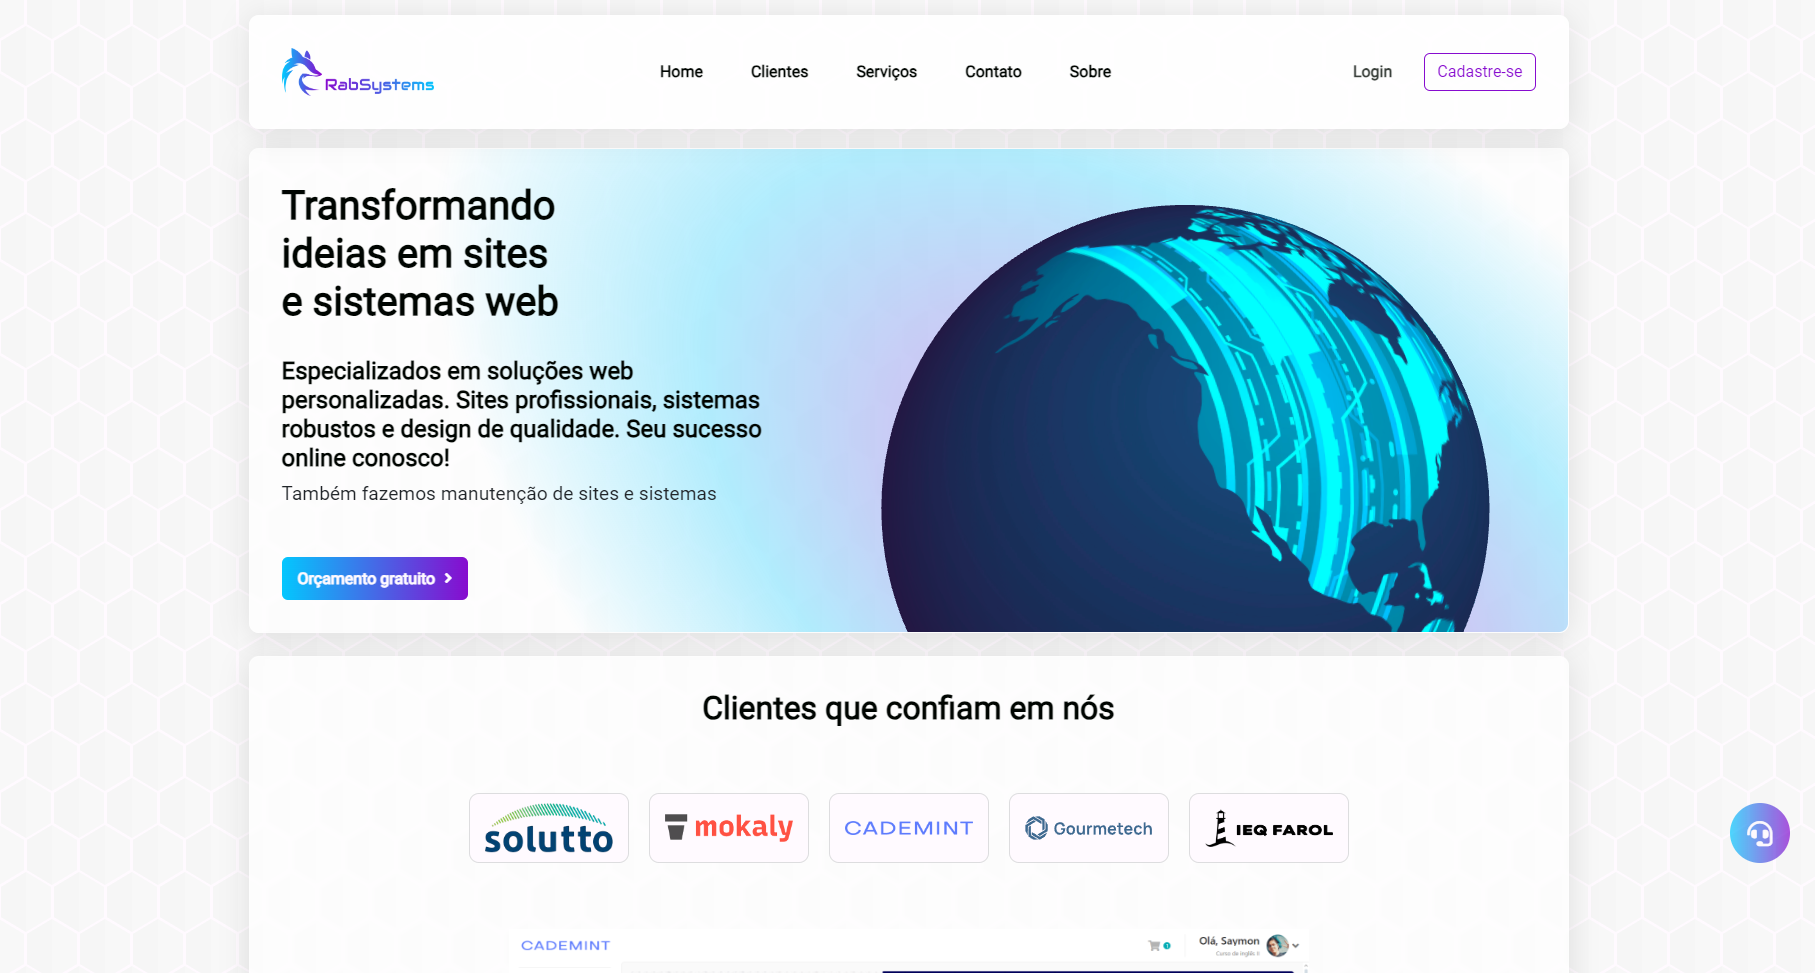 RabSystems
Home
Clientes
Serviços
Contato
Sobre
Login
Cadastre-se
Transformando
ideias em sites
e sistemas web
Especializados em soluções web
personalizadas. Sites profissionais, sistemas
robustos e design de qualidade. Seu sucesso
online conosco!
Também fazemos manutenção de sites e sistemas
Orçamento gratuito
Clientes que confiam em nós
solutto
mokaly
CADEMINT
Gourmetech
IEQ FAROL
CADEMINT
Olá, Saymon